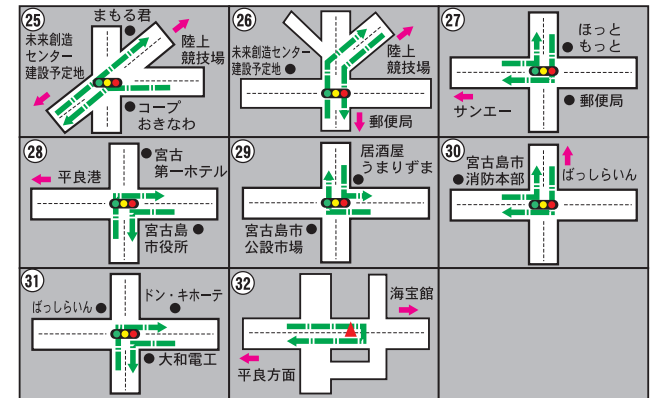 25
まもる君
未来創造
センター
建設予定地
陸上
競技場
コープ
おきなわ
26
未来創造センター
建設予定地
陸上
競技場
郵便局
27
ほっと
もっと
サンエー
郵便局
28
宮古
第一ホテル
平良港
宮古島
市役所
29
居酒屋
うまりずま
宮古島市
公設市場
30
宮古島市
消防本部
ばっしらいん
31
ばっしらいん
ドン・キホーテ
大和電工
32
海宝館
平良方面